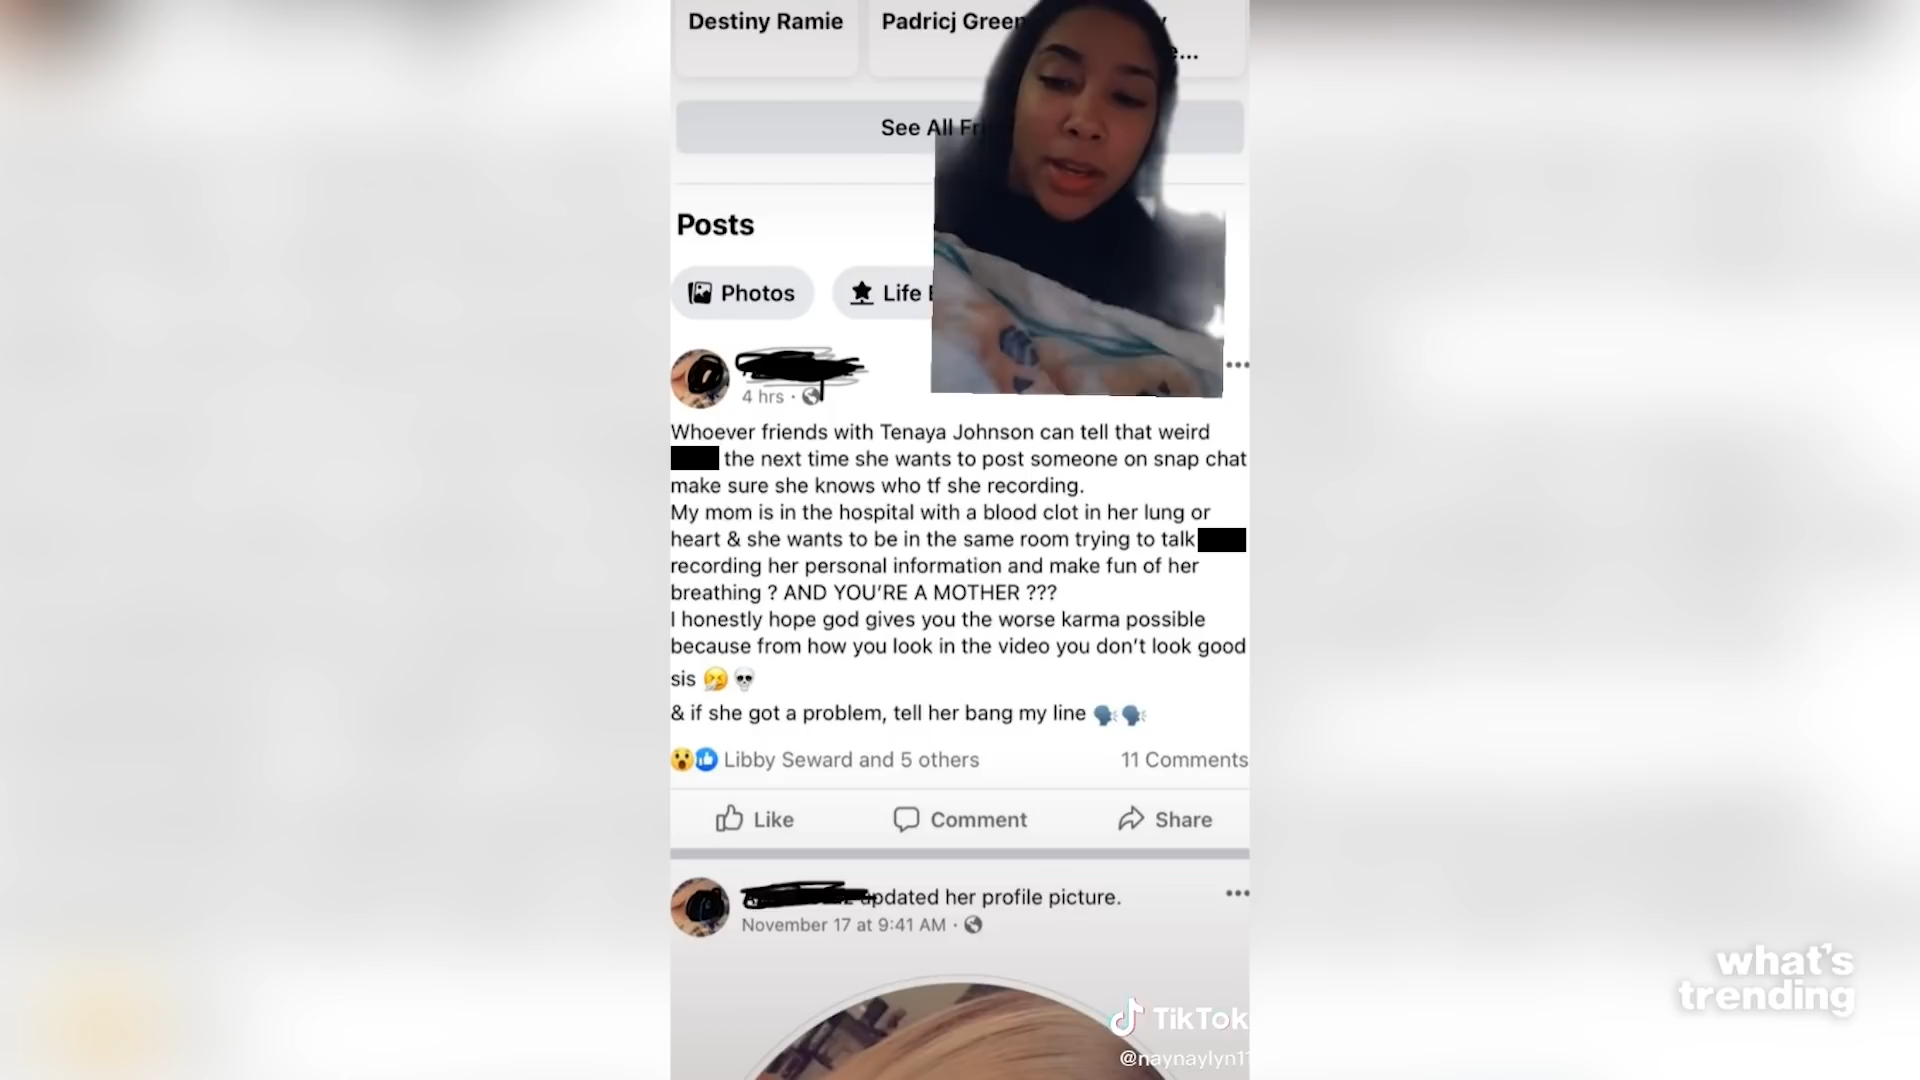 Destiny Ramie
Padricj Green
...
See All Fr
Posts
Photos
Life E
4 hrs ·
Whoever friends with Tenaya Johnson can tell that weird
the next time she wants to post someone on snap chat
make sure she knows who tf she recording.
My mom is in the hospital with a blood clot in her lung or
heart & she wants to be in the same room trying to talk
recording her personal information and make fun of her
breathing ? AND YOU'RE A MOTHER ???
I honestly hope god gives you the worse karma possible
because from how you look in the video you don't look good
sis 🤧💀
& if she got a problem, tell her bang my line 🗣️🗣️
Libby Seward and 5 others
11 Comments
Like
Comment
Share
updated her profile picture.
November 17 at 9:41 AM ·
TikTok
@naynaylyn11
what's
trending